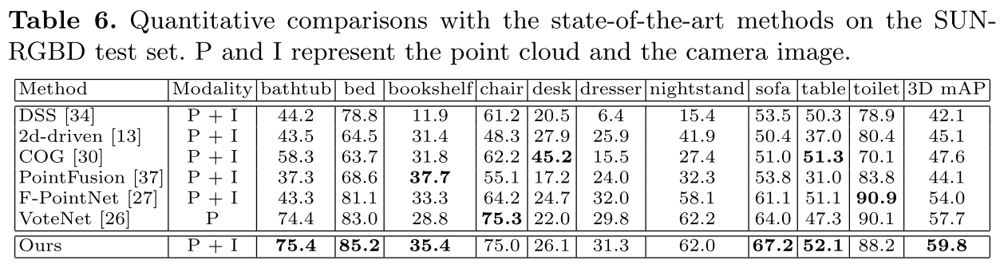 Table 6. Quantitative comparisons with the state-of-the-art methods on the SUN-
RGBD test set. P and I represent the point cloud and the camera image.
Method Modality bathtub bed bookshelf chair desk dresser nightstand sofa table toilet 3D mAP
DSS [34] P + I 44.2 78.8 11.9 61.2 20.5 6.4 15.4 53.5 50.3 78.9 42.1
2d-driven [13] P + I 43.5 64.5 31.4 48.3 27.9 25.9 41.9 50.4 37.0 80.4 45.1
COG [30] P + I 58.3 63.7 31.8 62.2 45.2 15.5 27.4 51.0 51.3 70.1 47.6
PointFusion [37] P + I 37.3 68.6 37.7 55.1 17.2 24.0 32.3 53.8 31.0 83.8 44.1
F-PointNet [27] P + I 43.3 81.1 33.3 64.2 24.7 32.0 58.1 61.1 51.1 90.9 54.0
VoteNet [26] P 74.4 83.0 28.8 75.3 22.0 29.8 62.2 64.0 47.3 90.1 57.7
Ours P + I 75.4 85.2 35.4 75.0 26.1 31.3 62.0 67.2 52.1 88.2 59.8